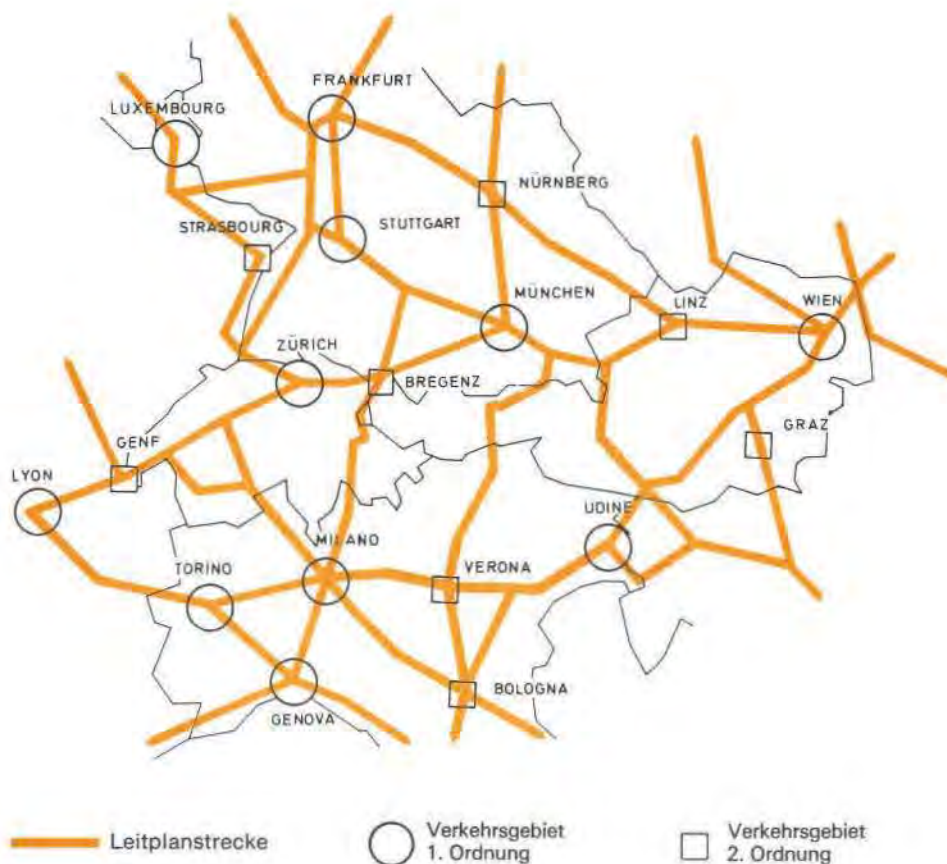 FRANKFURT
LUXEMBOURG
NÜRNBERG
STRASBOURG
STUTTGART
MÜNCHEN
LINZ
WIEN
ZÜRICH
BREGENZ
GENF
GRAZ
LYON
UDINE
MILANO
TORINO
VERONA
BOLOGNA
GENOVA
Leitplanstrecke
Verkehrsgebiet
1. Ordnung
Verkehrsgebiet
2. Ordnung